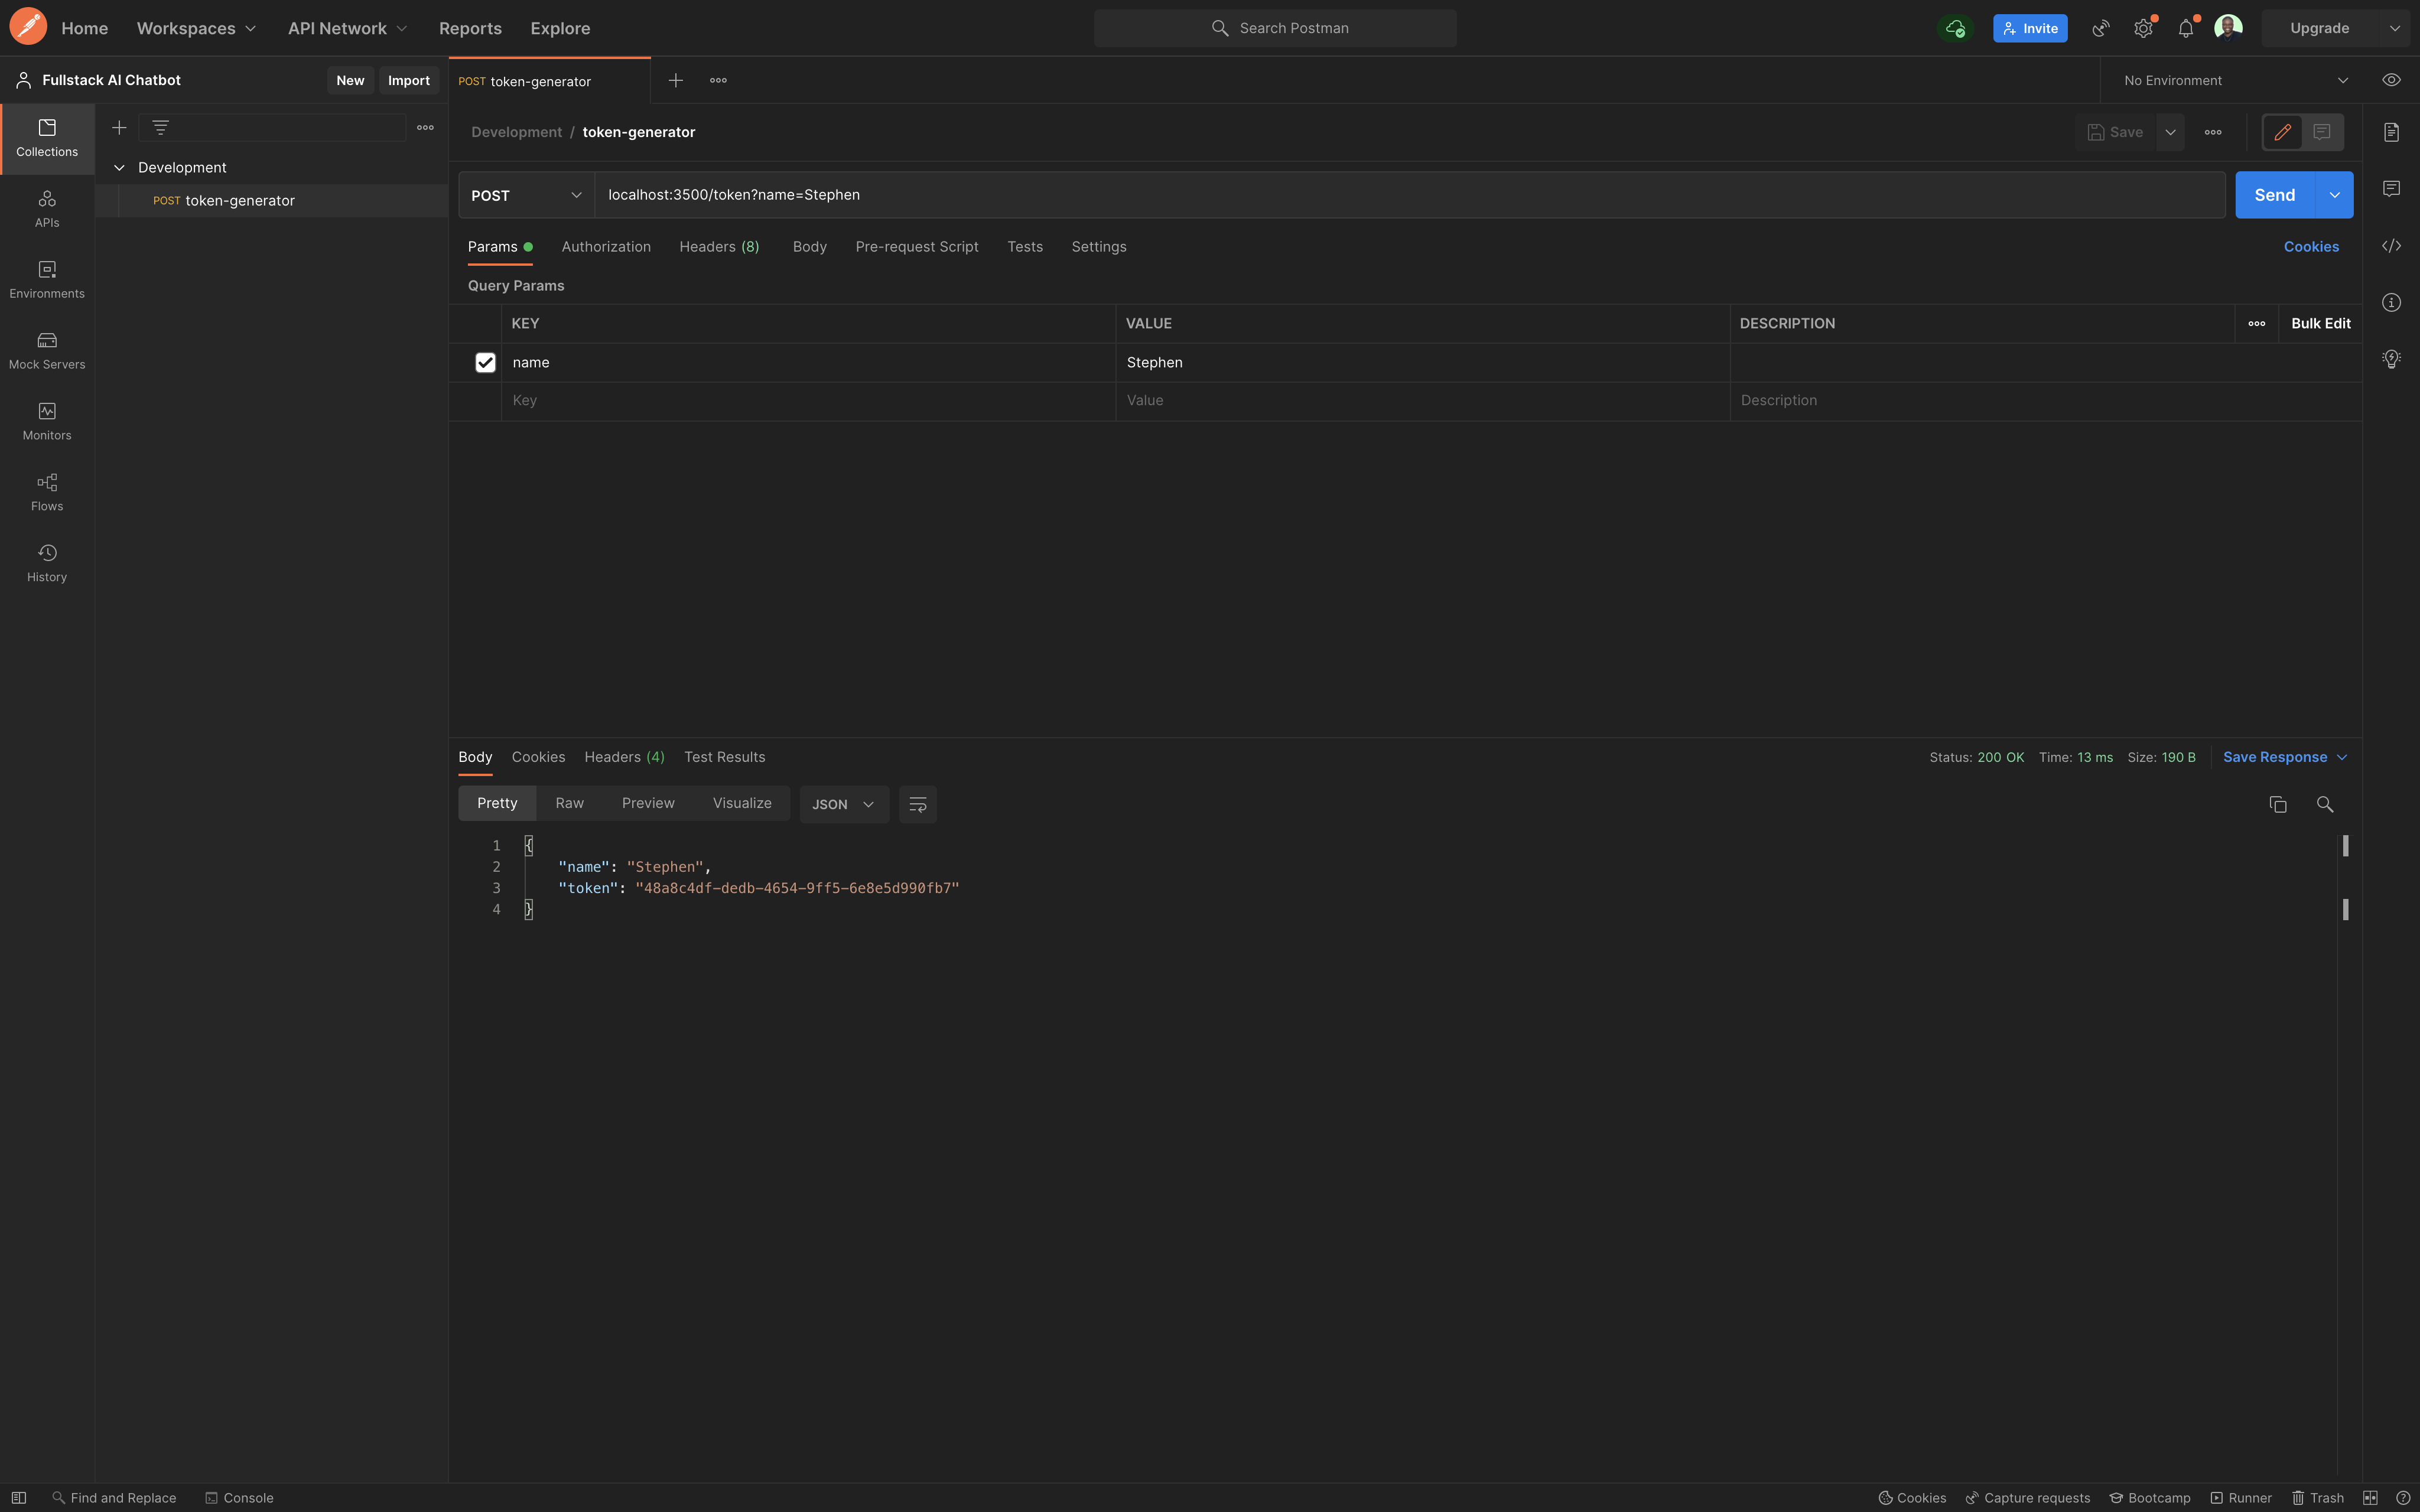 Home Workspaces API Network Reports Explore Search Postman Invite Upgrade
Fullstack AI Chatbot New Import POST token-generator No Environment
Collections
APIs
Environments
Mock Servers
Monitors
Flows
History
Development
POST token-generator
Development / token-generator Save
POST localhost:3500/token?name=Stephen Send
Params Authorization Headers (8) Body Pre-request Script Tests Settings Cookies
Query Params
KEY VALUE DESCRIPTION Bulk Edit
name Stephen
Key Value Description
Body Cookies Headers (4) Test Results Status: 200 OK Time: 13 ms Size: 190 B Save Response
Pretty Raw Preview Visualize JSON
1 {
2 "name": "Stephen",
3 "token": "48a8c4df-dedb-4654-9ff5-6e8e5d990fb7"
4 }
Find and Replace Console Cookies Capture requests Bootcamp Runner Trash